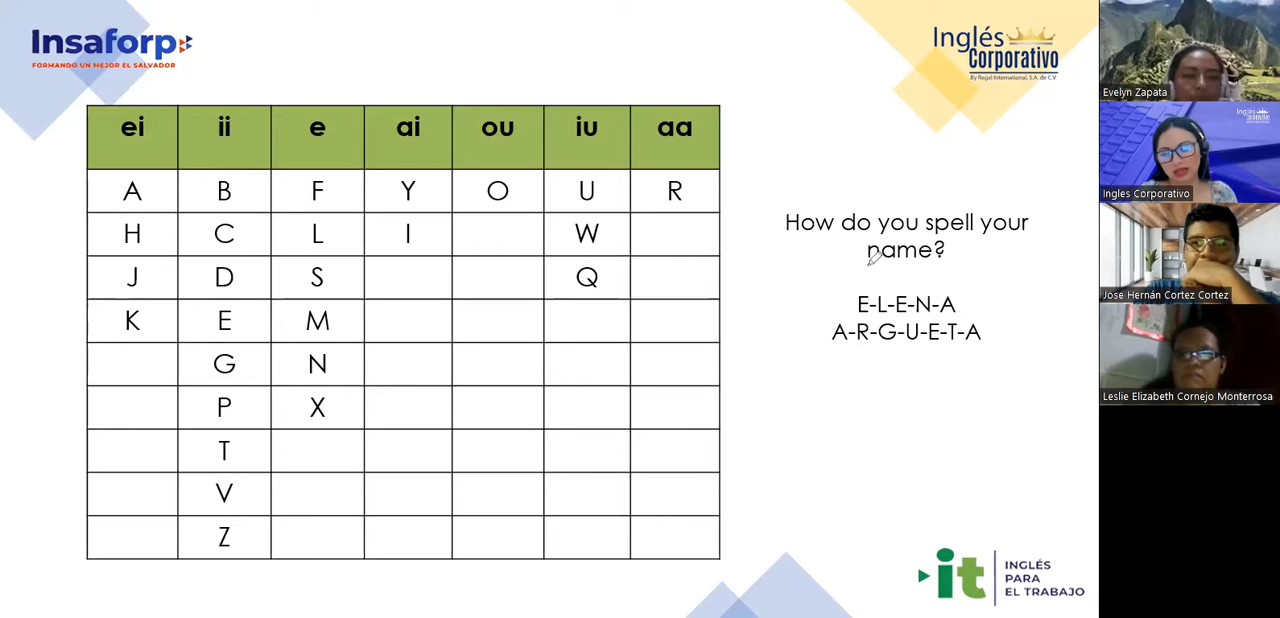 Insaforp
FORMANDO UN MEJOR EL SALVADOR
Inglés
Corporativo
By Regal International, S.A. de C.V
ei ii e ai ou iu aa
A B F Y O U R
H C L I W
J D S Q
K E M
G N
P X
T
V
Z
How do you spell your
name?
E-L-E-N-A
A-R-G-U-E-T-A
it
INGLÉS
PARA
EL TRABAJO
Evelyn Zapata
Inglés
Ingles Corporativo
Jose Hernán Cortez Cortez
Leslie Elizabeth Cornejo Monterrosa